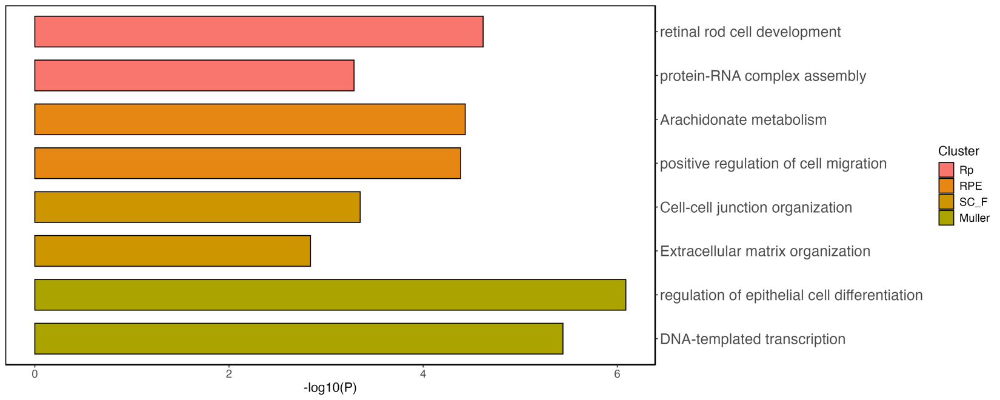 retinal rod cell development
protein-RNA complex assembly
Arachidonate metabolism
positive regulation of cell migration
Cell-cell junction organization
Extracellular matrix organization
regulation of epithelial cell differentiation
DNA-templated transcription
0 2 4 6
-log10(P)
Cluster
Rp
RPE
SC_F
Muller